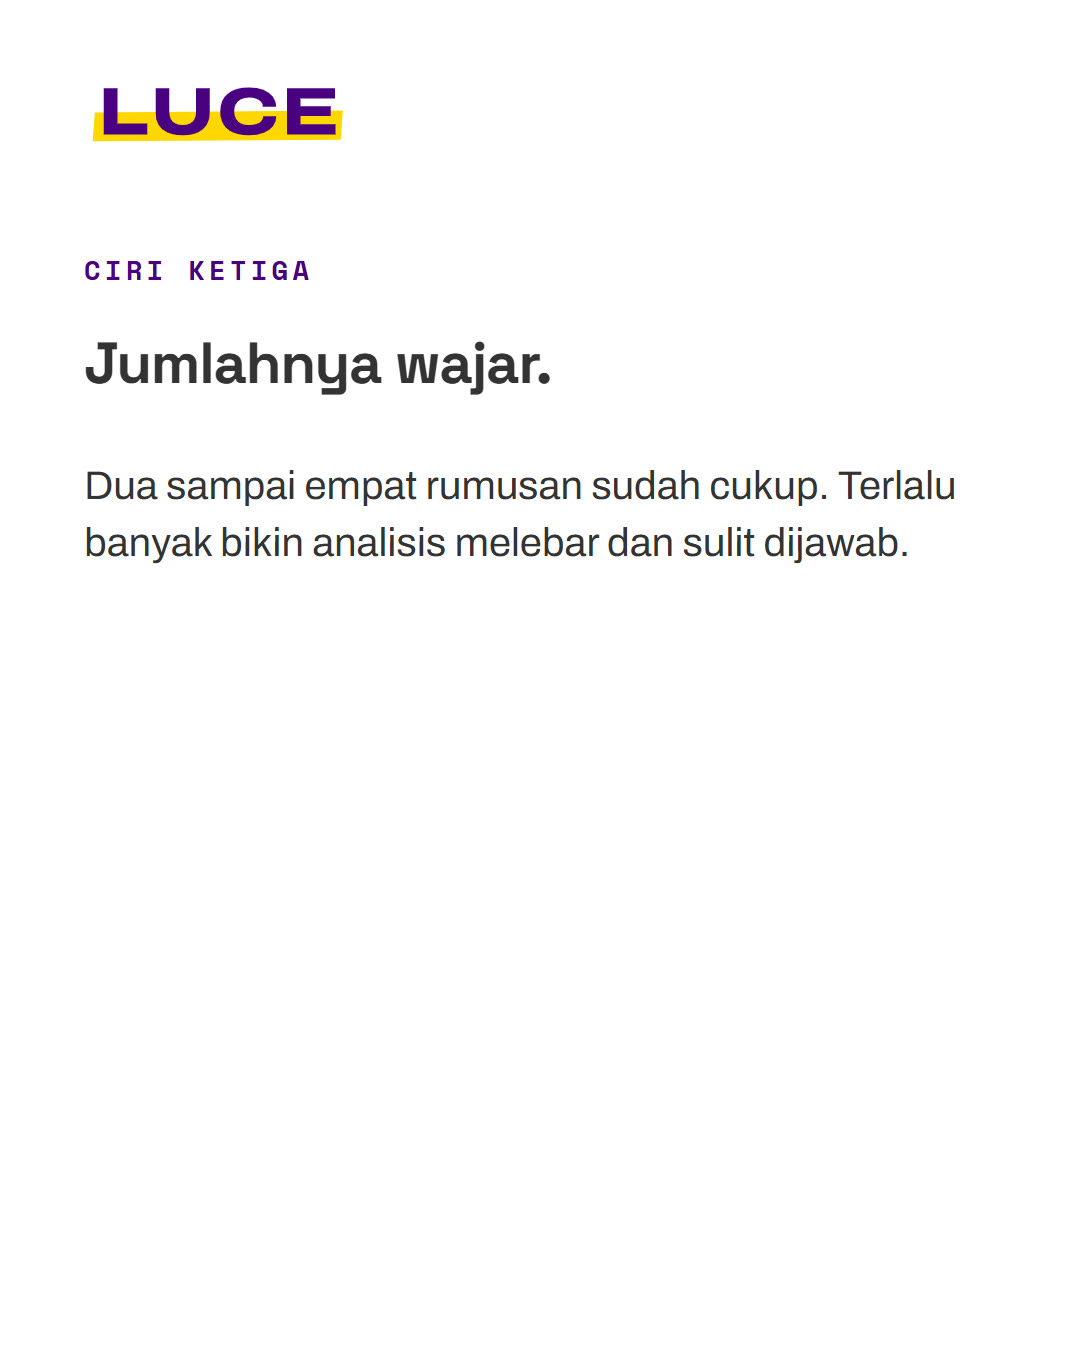 LUCE
CIRI KETIGA
Jumlahnya wajar.
Dua sampai empat rumusan sudah cukup. Terlalu
banyak bikin analisis melebar dan sulit dijawab.